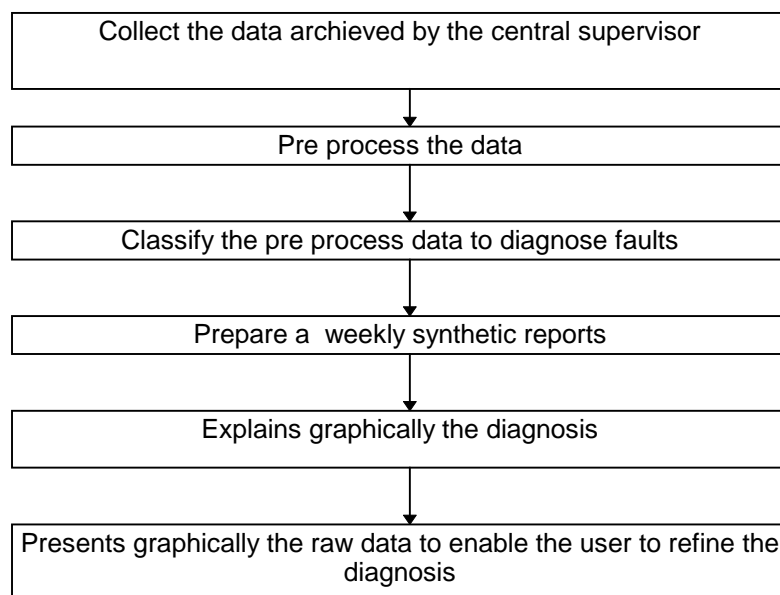 Collect the data archieved by the central supervisor
Pre process the data
Classify the pre process data to diagnose faults
Prepare a  weekly synthetic reports
Explains graphically the diagnosis
Presents graphically the raw data to enable the user to refine the
diagnosis